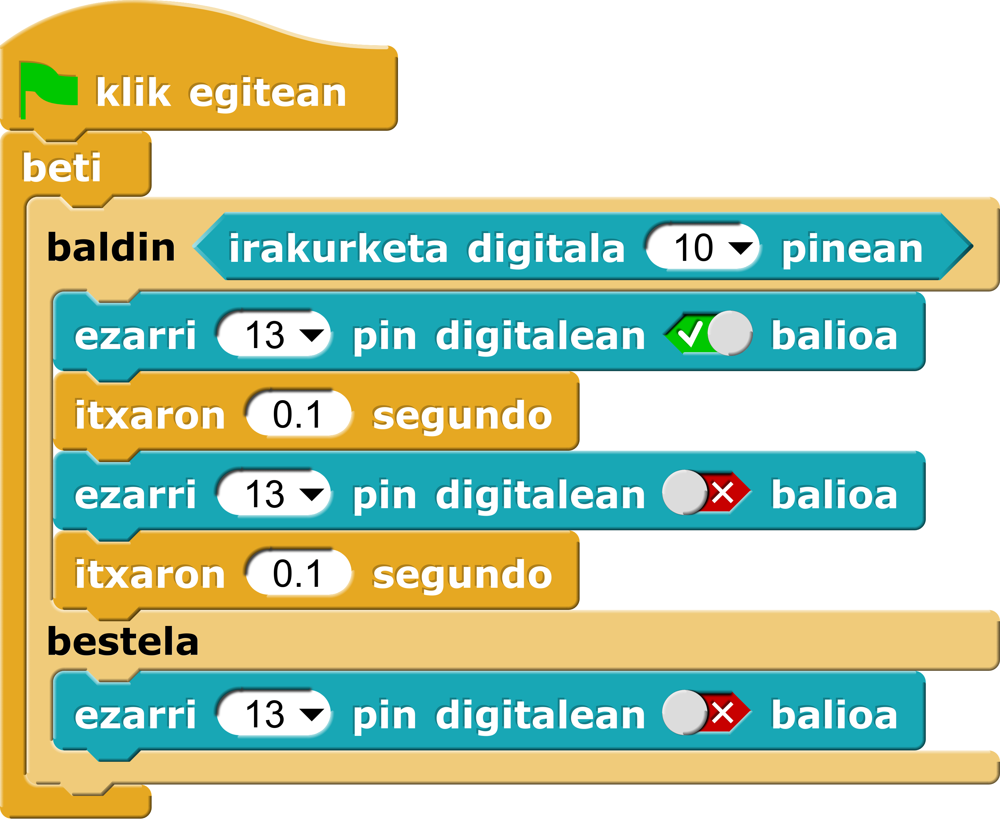 klik egitean
beti
baldin irakurketa digitala 10 pinean
ezarri 13 pin digitalean balioa
itxaron 0.1 segundo
ezarri 13 pin digitalean balioa
itxaron 0.1 segundo
bestela
ezarri 13 pin digitalean balioa